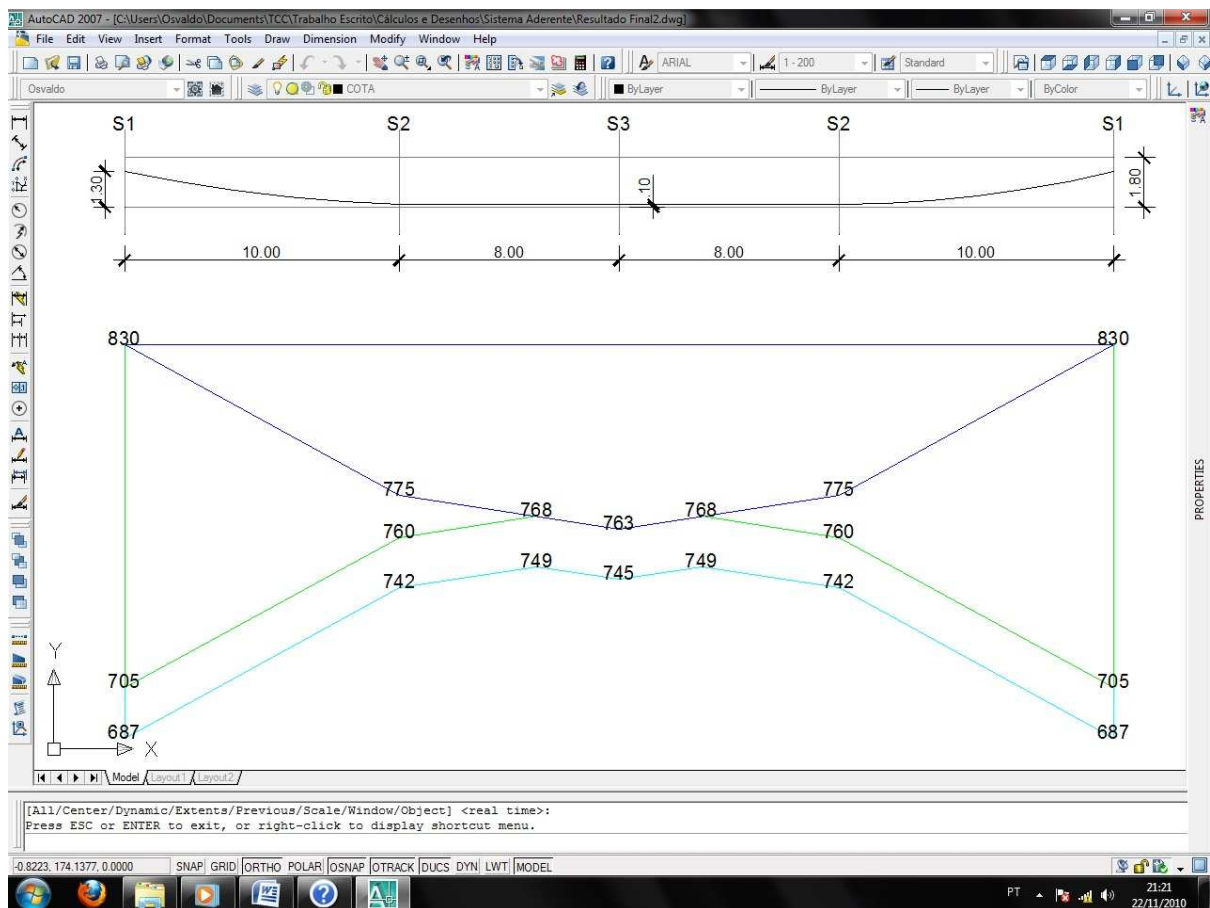 AutoCAD 2007 - [C:\Users\Osvaldo\Documents\TCC\Trabalho Escrito\Cálculos e Desenhos\Sistema Aderente\Resultado Final2.dwg]
File Edit View Insert Format Tools Draw Dimension Modify Window Help
ARIAL 1 - 200 Standard
Osvaldo COTA ByLayer ByLayer ByLayer ByColor
S1 S2 S3 S2 S1
1.30 .10 1.80
10.00 8.00 8.00 10.00
830 830
775 775
768 763 768
760 760
749 745 749
742 742
705 705
687 687
Y
X
PROPERTIES
Model Layout1 Layout2
[All/Center/Dynamic/Extents/Previous/Scale/Window/Object] <real time>:
Press ESC or ENTER to exit, or right-click to display shortcut menu.
-0.8223, 174.1377, 0.0000 SNAP GRID ORTHO POLAR OSNAP OTRACK DUCS DYN LWT MODEL
PT 21:21
22/11/2010